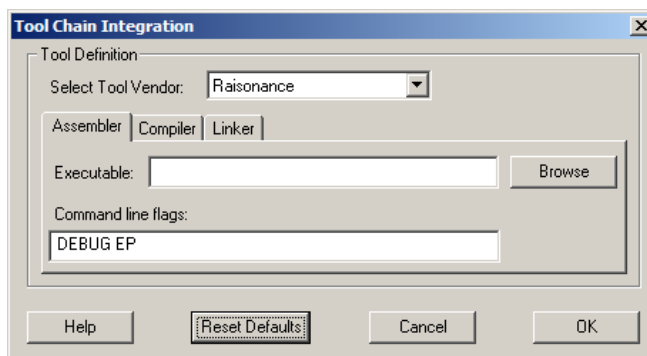 Tool Chain Integration
Tool Definition
Select Tool Vendor: Raisonance
Assembler Compiler Linker
Executable: Browse
Command line flags:
DEBUG EP
Help Reset Defaults Cancel OK